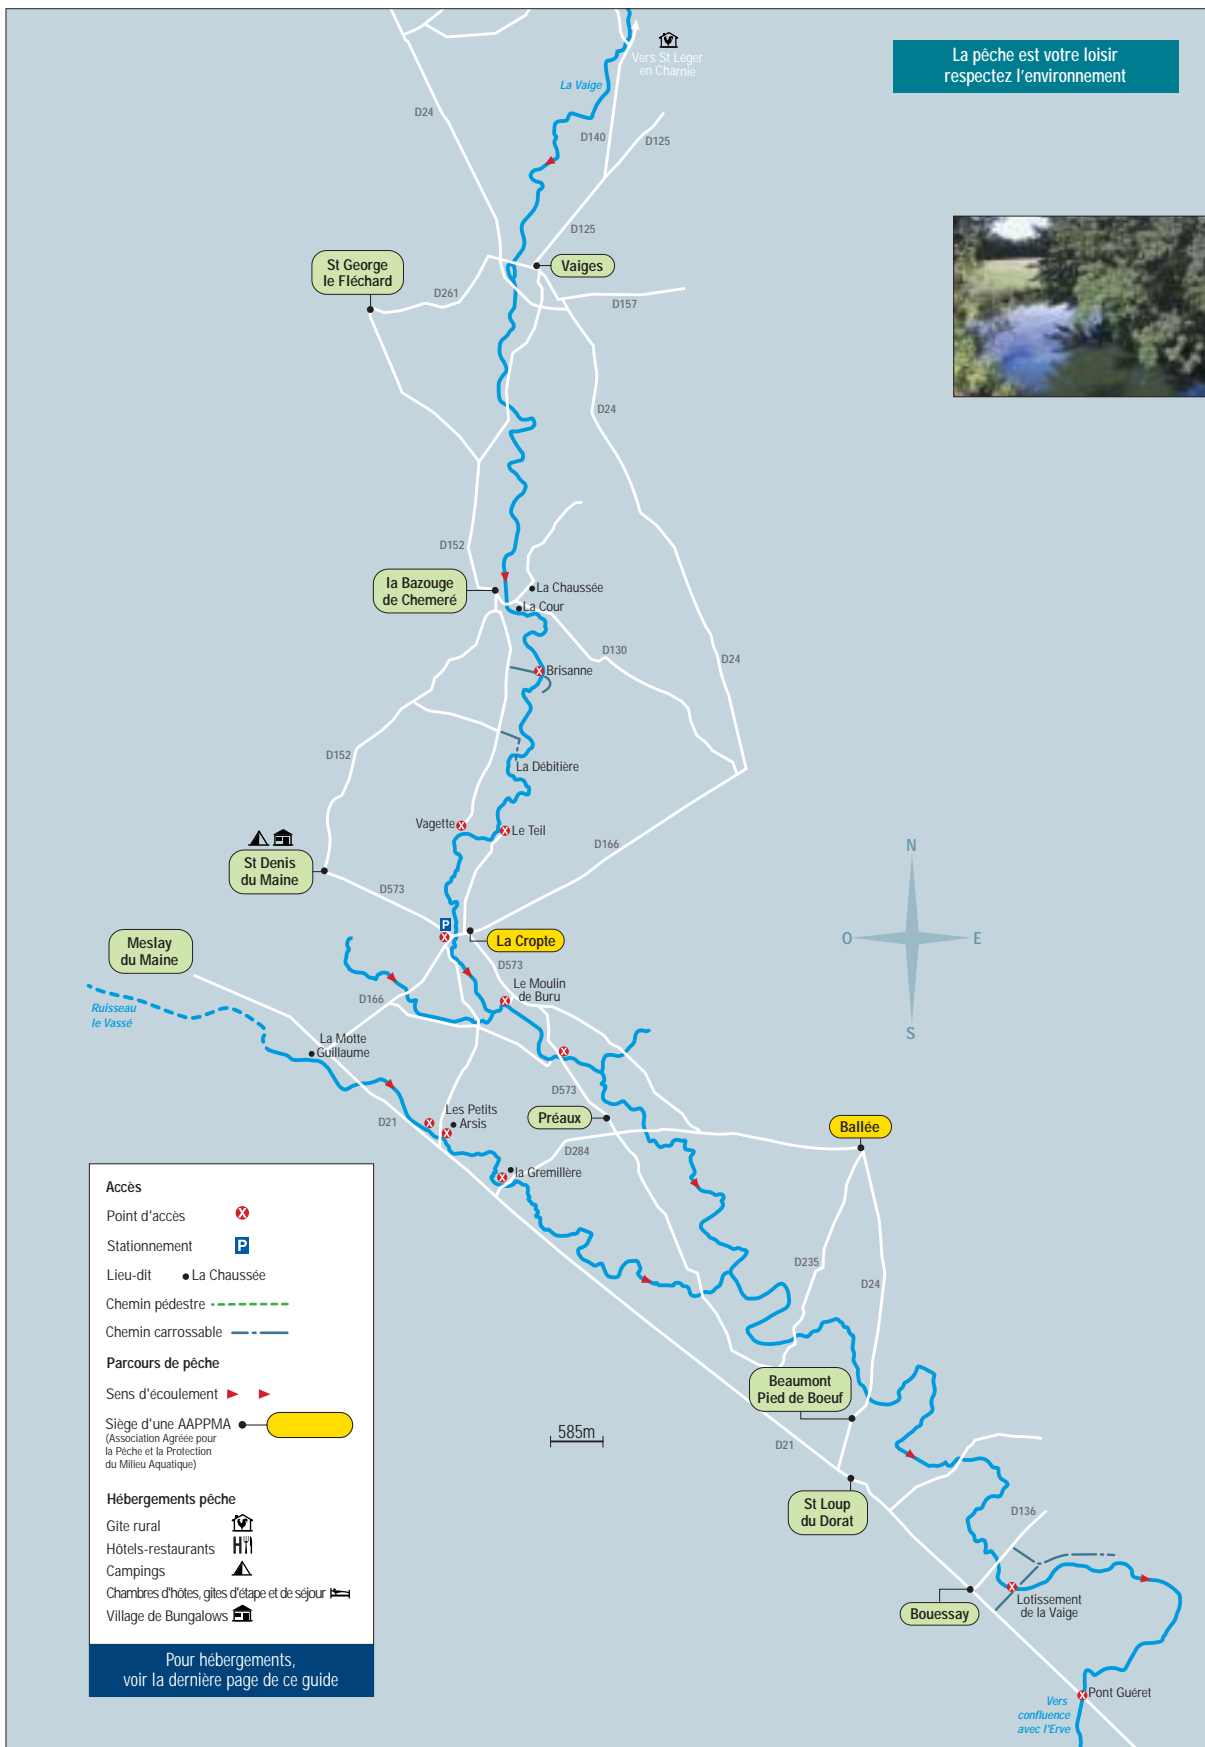 Vers St Léger
en Charnie
La pêche est votre loisir
respectez l'environnement
La Vaige
D24
D140
D125
D125
St George
le Fléchard
Vaiges
D261
D157
D24
D152
la Bazouge
de Chemeré
La Chaussée
La Cour
D130
D24
Brisanne
D152
La Débitière
Vagette
Le Teil
D166
St Denis
du Maine
D573
N
O
E
S
P
La Cropte
Meslay
du Maine
D573
Le Moulin
de Buru
Ruisseau
le Vassé
D166
La Motte
Guillaume
D573
D21
Les Petits
Arsis
Préaux
Ballée
D284
la Gremillère
D235
D24
Beaumont
Pied de Boeuf
585m
D21
St Loup
du Dorat
D136
Bouessay
Lotissement
de la Vaige
Pont Guéret
Vers
confluence
avec l'Erve
Accès
Point d'accès
Stationnement P
Lieu-dit La Chaussée
Chemin pédestre
Chemin carrossable
Parcours de pêche
Sens d'écoulement
Siège d'une AAPPMA
(Association Agréée pour
la Pêche et la Protection
du Milieu Aquatique)
Hébergements pêche
Gîte rural
Hôtels-restaurants H
Campings
Chambres d'hôtes, gites d'étape et de séjour
Village de Bungalows
Pour hébergements,
voir la dernière page de ce guide